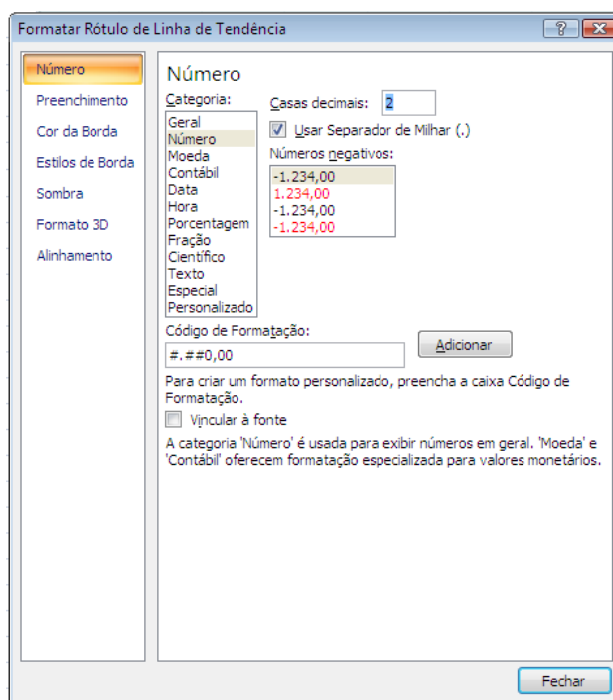 Formatar Rótulo de Linha de Tendência
Número
Preenchimento
Cor da Borda
Estilos de Borda
Sombra
Formato 3D
Alinhamento
Número
Categoria:
Geral
Número
Moeda
Contábil
Data
Hora
Porcentagem
Fração
Científico
Texto
Especial
Personalizado
Casas decimais: 2
Usar Separador de Milhar (.)
Números negativos:
-1.234,00
1.234,00
-1.234,00
-1.234,00
Código de Formatação:
#.##0,00
Adicionar
Para criar um formato personalizado, preencha a caixa Código de
Formatação.
Vincular à fonte
A categoria 'Número' é usada para exibir números em geral. 'Moeda' e
'Contábil' oferecem formatação especializada para valores monetários.
Fechar